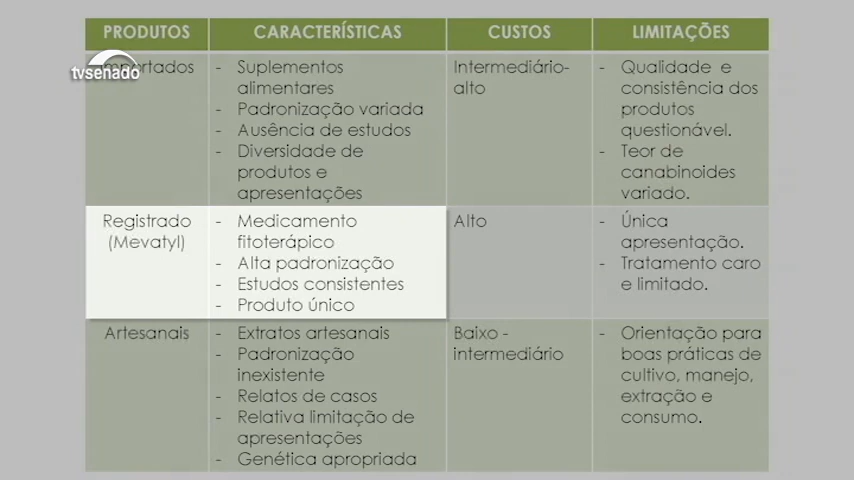 PRODUTOS CARACTERÍSTICAS CUSTOS LIMITAÇÕES
tvsenado
Importados
- Suplementos
alimentares
- Padronização variada
- Ausência de estudos
- Diversidade de
produtos e
apresentações
Intermediário-
alto
- Qualidade e
consistência dos
produtos
questionável.
- Teor de
canabinoides
variado.
Registrado
(Mevatyl)
- Medicamento
fitoterápico
- Alta padronização
- Estudos consistentes
- Produto único
Alto
- Única
apresentação.
- Tratamento caro
e limitado.
Artesanais
- Extratos artesanais
- Padronização
inexistente
- Relatos de casos
- Relativa limitação de
apresentações
- Genética apropriada
Baixo -
intermediário
- Orientação para
boas práticas de
cultivo, manejo,
extração e
consumo.